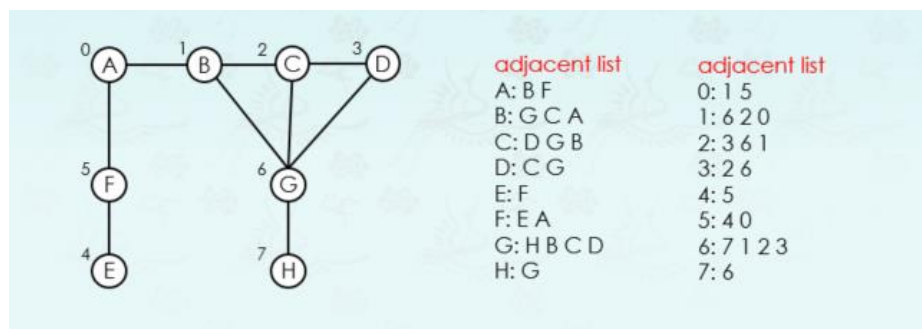 0 1 2 3
A B C D
adjacent list adjacent list
A: B F 0: 1 5
B: G C A 1: 6 2 0
C: D G B 2: 3 6 1
D: C G 3: 2 6
E: F 4: 5
5 6
F G
F: E A 5: 4 0
G: H B C D 6: 7 1 2 3
4 7
E H
H: G 7: 6